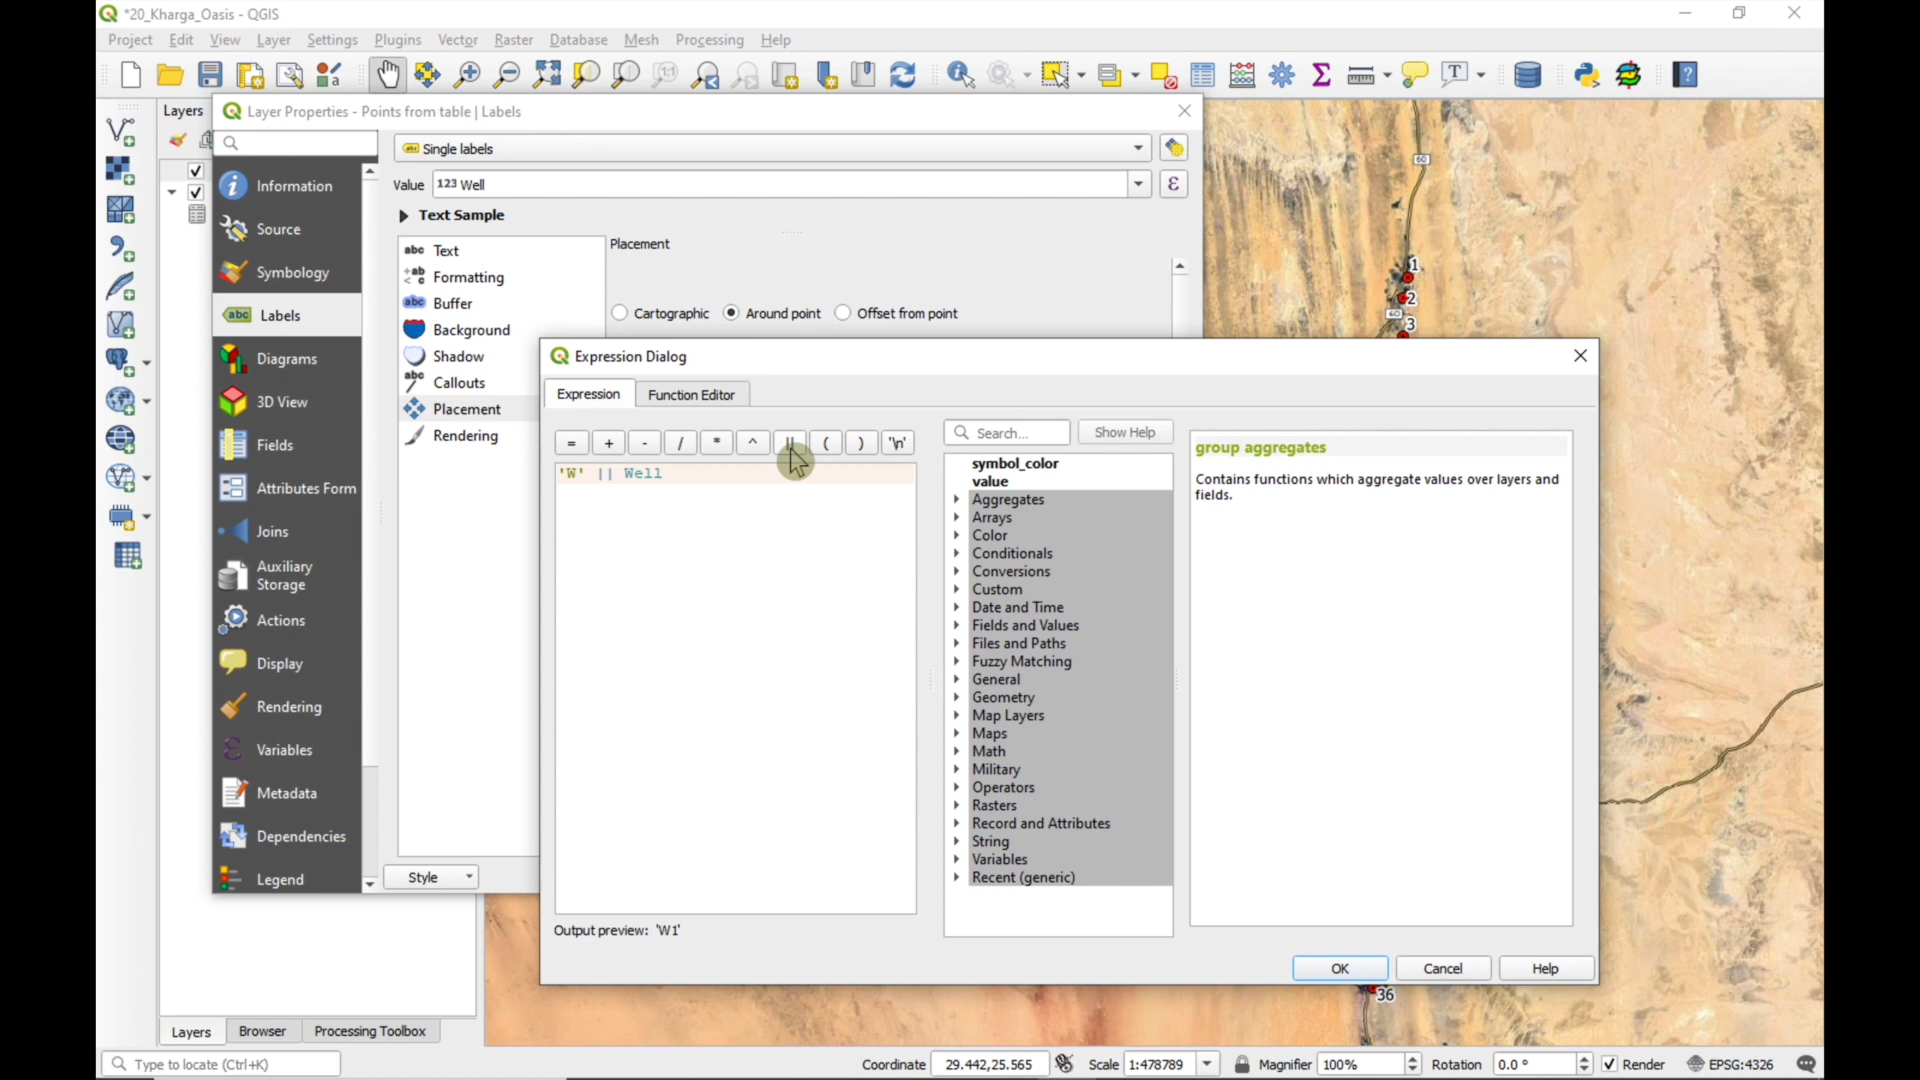 *20_Kharga_Oasis - QGIS
Project Edit View Layer Settings Plugins Vector Raster Database Mesh Processing Help
Layers
Layer Properties - Points from table | Labels
Information
Source
Symbology
Labels
Diagrams
3D View
Fields
Attributes Form
Joins
Auxiliary
Storage
Actions
Display
Rendering
Variables
Metadata
Dependencies
Legend
Single labels
Value 123 Well
Text Sample
Text
Formatting
Buffer
Background
Shadow
Callouts
Placement
Rendering
Placement
Cartographic Around point Offset from point
Style
Expression Dialog
Expression Function Editor
= + - / * ^ || ( ) '\n'
'W' || Well
Output preview: 'W1'
Search... Show Help
symbol_color
value
Aggregates
Arrays
Color
Conditionals
Conversions
Custom
Date and Time
Fields and Values
Files and Paths
Fuzzy Matching
General
Geometry
Map Layers
Maps
Math
Military
Operators
Rasters
Record and Attributes
String
Variables
Recent (generic)
group aggregates
Contains functions which aggregate values over layers and
fields.
OK Cancel Help
60
1
2
60
3
36
Layers Browser Processing Toolbox
Type to locate (Ctrl+K) Coordinate 29.442,25.565 Scale 1:478789 Magnifier 100% Rotation 0.0 ° Render EPSG:4326